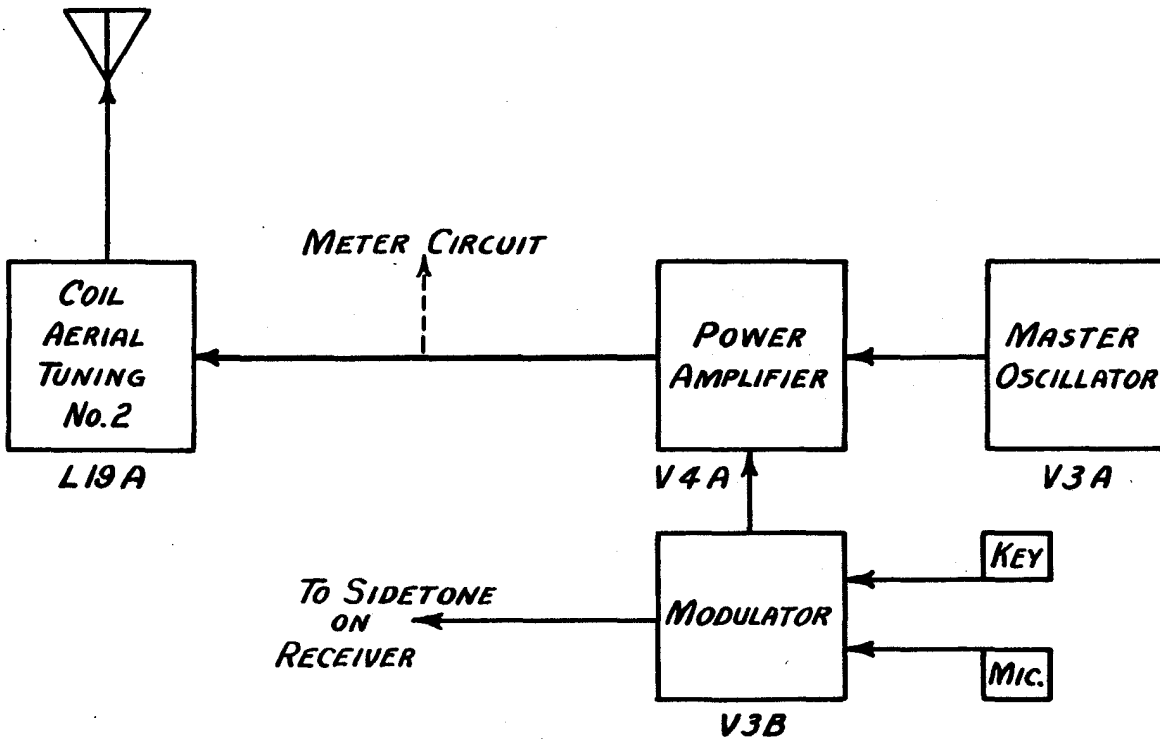 METER CIRCUIT
COIL
AERIAL
TUNING
No. 2
L19A
POWER
AMPLIFIER
V4A
MASTER
OSCILLATOR
V3A
TO SIDETONE
ON
RECEIVER
MODULATOR
V3B
KEY
MIC.